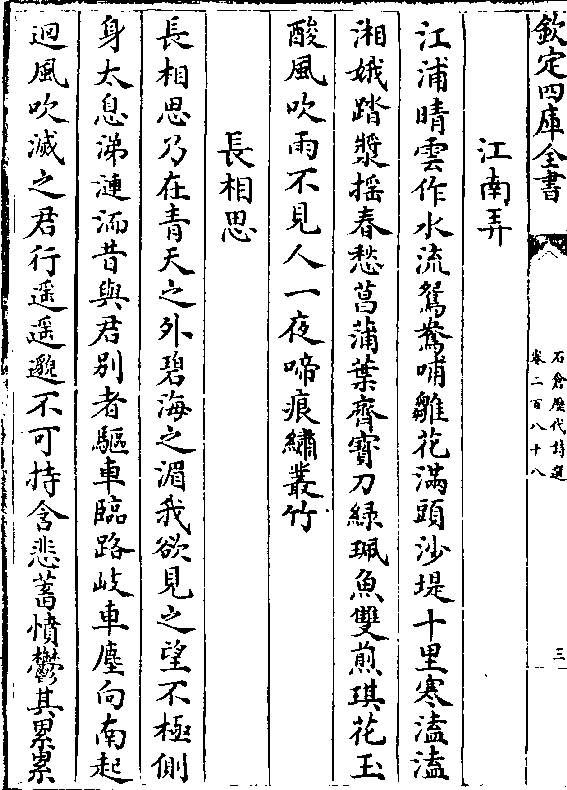 欽定四庫全書
石倉歷代詩選
卷二百八十八
三
江南弄
江浦晴雲作水流鴛鴦哺雛花滿頭沙堤十里寒溘溘
湘娥踏槳揺春愁菖蒲葉齊寳刀緑珮魚雙煎琪花玉
酸風吹雨不見人一夜啼痕繡叢竹
長相思
長相思乃在青天之外碧海之湄我欲見之望不極側
身太息涕漣洏昔與君别者驅車臨路岐車塵向南起
迴風吹滅之君行遥遥邈不可持含悲蓄憤鬱其累累